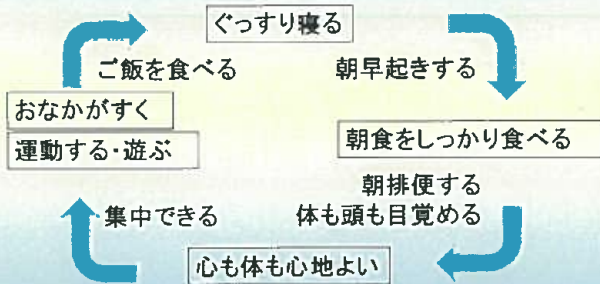 ぐっすり寝る
ご飯を食べる
朝早起きする
おなかがすく
運動する・遊ぶ
朝食をしっかり食べる
朝排便する
体も頭も目覚める
集中できる
心も体も心地よい